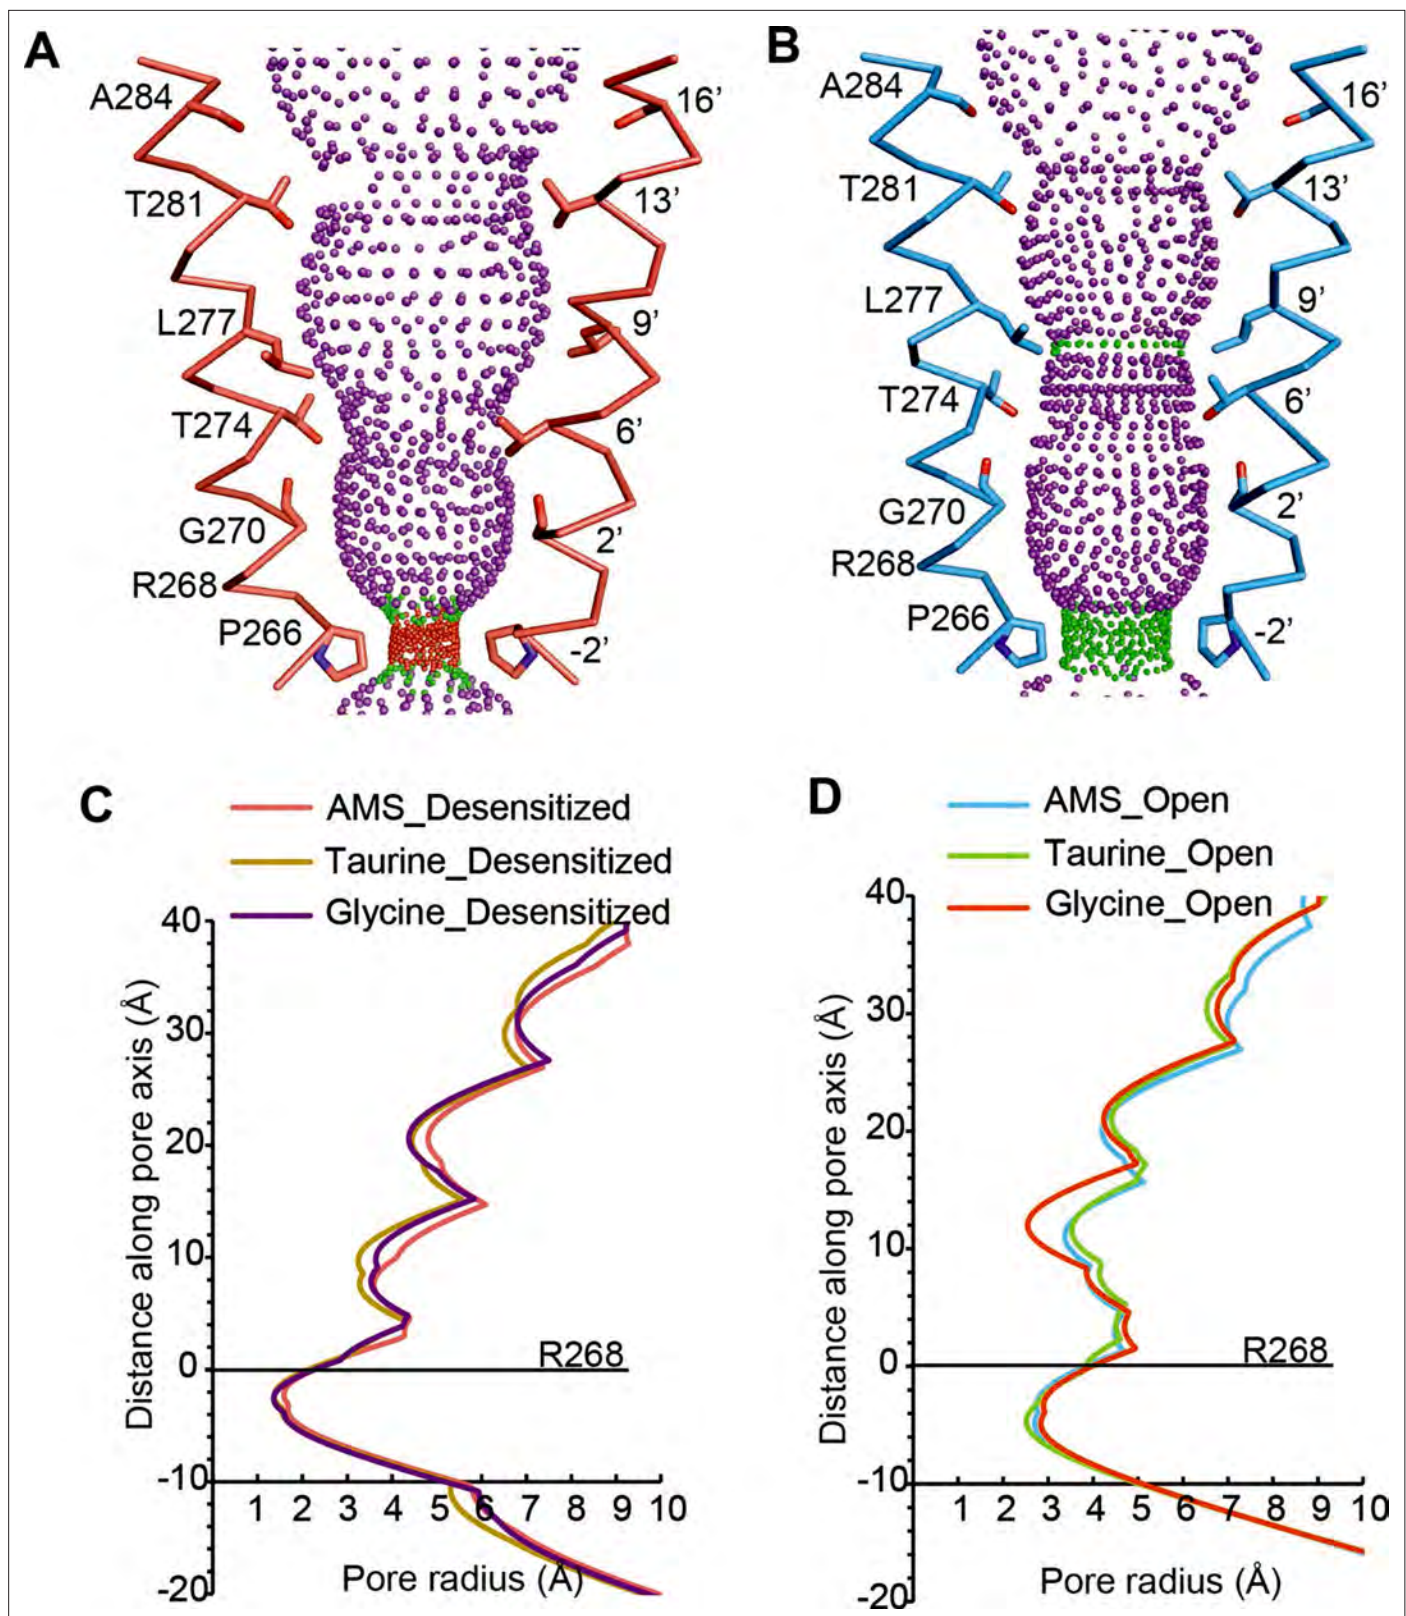 A
A284
T281
L277
T274
G270
R268
P266
16’
13’
9’
6’
2’
-2’
B
A284
T281
L277
T274
G270
R268
P266
16’
13’
9’
6’
2’
-2’
C
AMS_Desensitized
Taurine_Desensitized
Glycine_Desensitized
Distance along pore axis (Å)
40
30
20
10
0
-10
-20
R268
1 2 3 4 5 6 7 8 9 10
Pore radius (Å)
D
AMS_Open
Taurine_Open
Glycine_Open
Distance along pore axis (Å)
40
30
20
10
0
-10
-20
R268
1 2 3 4 5 6 7 8 9 10
Pore radius (Å)